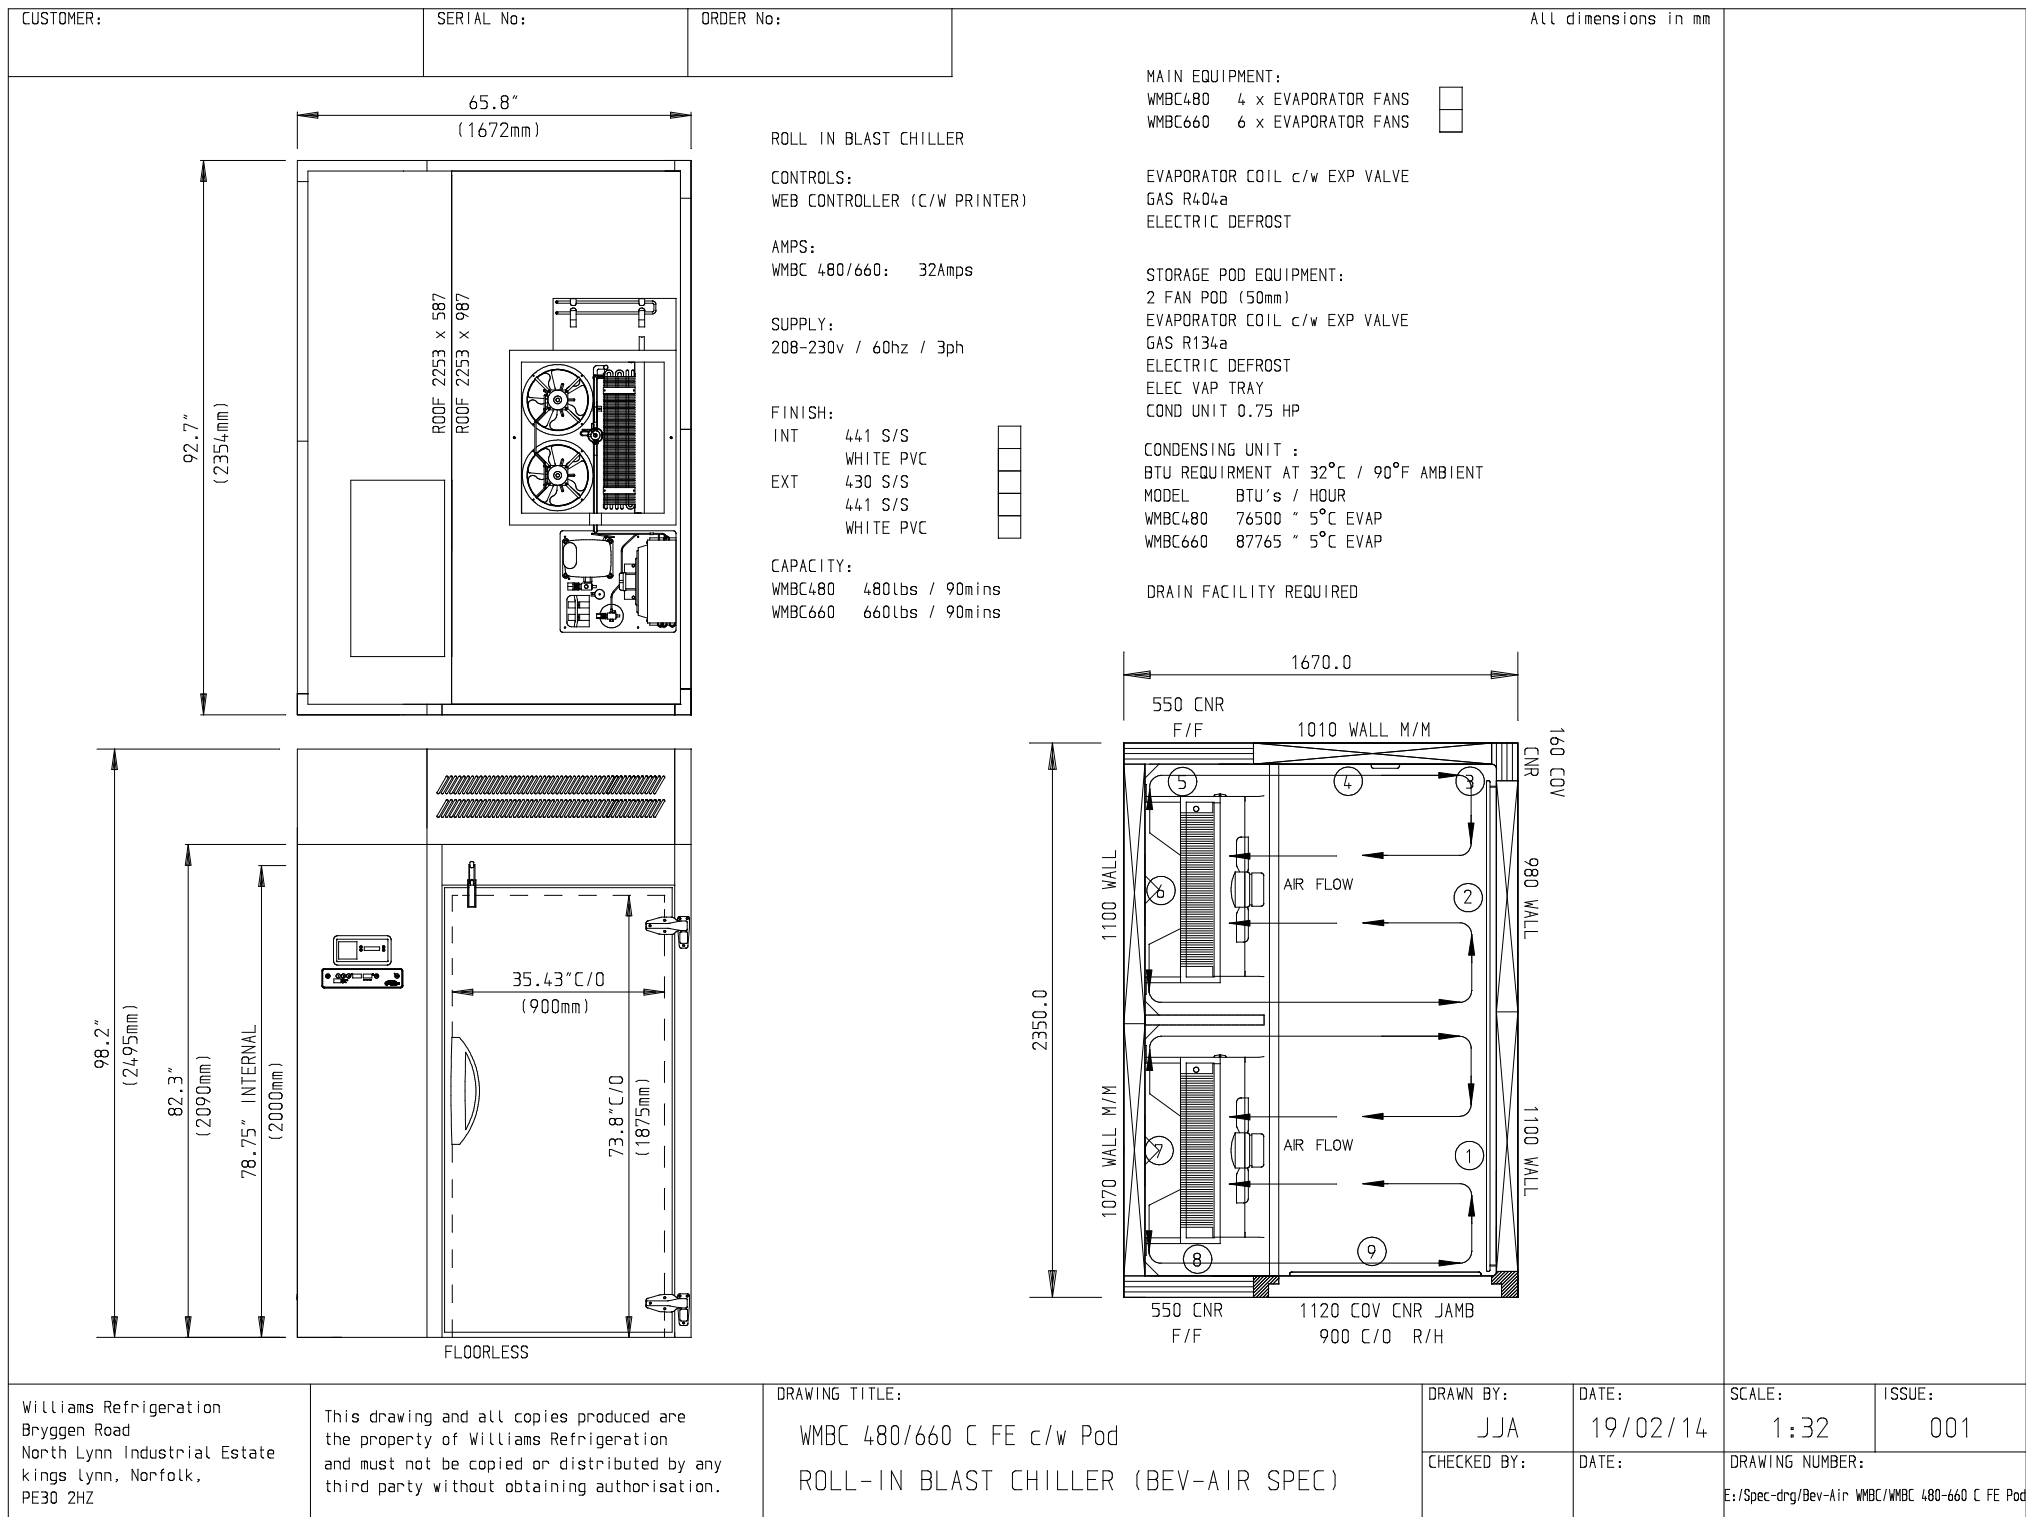 CUSTOMER:
SERIAL No:
ORDER No:
All dimensions in mm
65.8"
(1672mm)
92.7"
(2354mm)
ROOF 2253 x 587
ROOF 2253 x 987
ROLL IN BLAST CHILLER
CONTROLS:
WEB CONTROLLER (C/W PRINTER)
AMPS:
WMBC 480/660: 32Amps
SUPPLY:
208-230v / 60hz / 3ph
FINISH:
INT 441 S/S
WHITE PVC
EXT 430 S/S
441 S/S
WHITE PVC
CAPACITY:
WMBC480 480lbs / 90mins
WMBC660 660lbs / 90mins
MAIN EQUIPMENT:
WMBC480 4 x EVAPORATOR FANS
WMBC660 6 x EVAPORATOR FANS
EVAPORATOR COIL c/w EXP VALVE
GAS R404a
ELECTRIC DEFROST
STORAGE POD EQUIPMENT:
2 FAN POD (50mm)
EVAPORATOR COIL c/w EXP VALVE
GAS R134a
ELECTRIC DEFROST
ELEC VAP TRAY
COND UNIT 0.75 HP
CONDENSING UNIT :
BTU REQUIRMENT AT 32°C / 90°F AMBIENT
MODEL BTU's / HOUR
WMBC480 76500 " 5°C EVAP
WMBC660 87765 " 5°C EVAP
DRAIN FACILITY REQUIRED
98.2"
(2495mm)
82.3"
(2090mm)
78.75" INTERNAL
(2000mm)
35.43"C/O
(900mm)
73.8"C/O
(1875mm)
FLOORLESS
1670.0
550 CNR
F/F
1010 WALL M/M
160 COV
CNR
2350.0
1100 WALL
1070 WALL M/M
980 WALL
1100 WALL
5
4
3
6
AIR FLOW
2
7
AIR FLOW
1
8
9
550 CNR
F/F
1120 COV CNR JAMB
900 C/O R/H
Williams Refrigeration
Bryggen Road
North Lynn Industrial Estate
kings lynn, Norfolk,
PE30 2HZ
This drawing and all copies produced are
the property of Williams Refrigeration
and must not be copied or distributed by any
third party without obtaining authorisation.
DRAWING TITLE:
WMBC 480/660 C FE c/w Pod
ROLL-IN BLAST CHILLER (BEV-AIR SPEC)
DRAWN BY:
JJA
DATE:
19/02/14
SCALE:
1:32
ISSUE:
001
CHECKED BY:
DATE:
DRAWING NUMBER:
E:/Spec-drg/Bev-Air WMBC/WMBC 480-660 C FE Pod